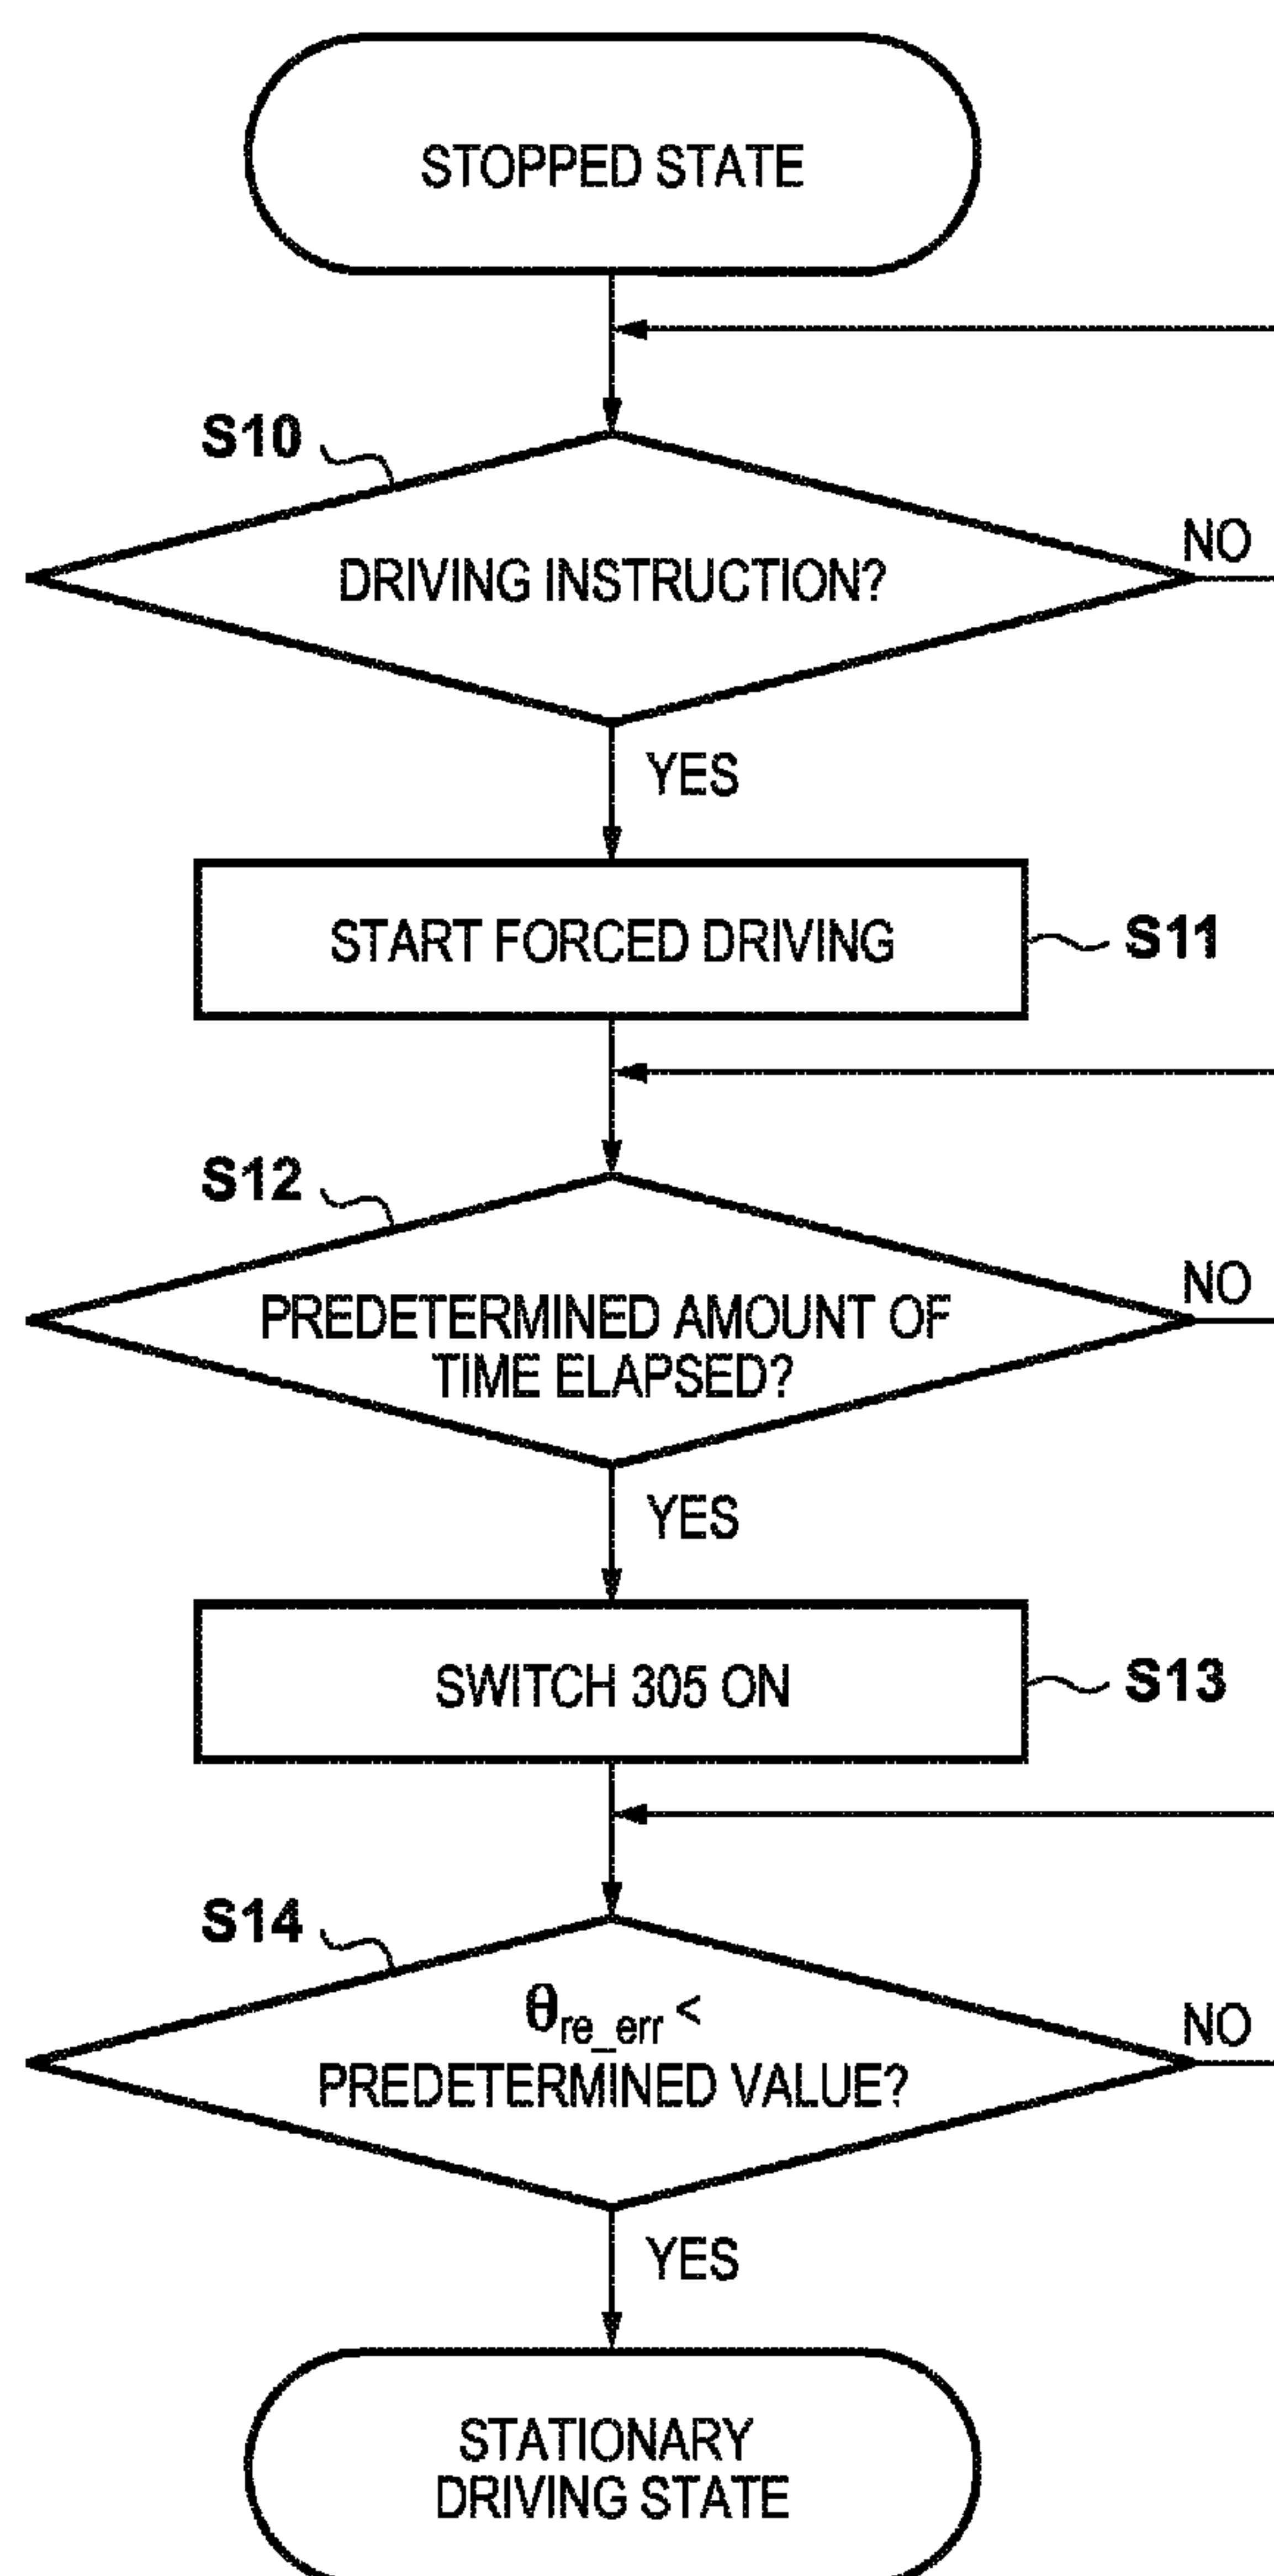 STOPPED STATE
S10
DRIVING INSTRUCTION?
NO
YES
START FORCED DRIVING
S11
S12
PREDETERMINED AMOUNT OF
TIME ELAPSED?
NO
YES
SWITCH 305 ON
S13
S14
θre_err <
PREDETERMINED VALUE?
NO
YES
STATIONARY
DRIVING STATE